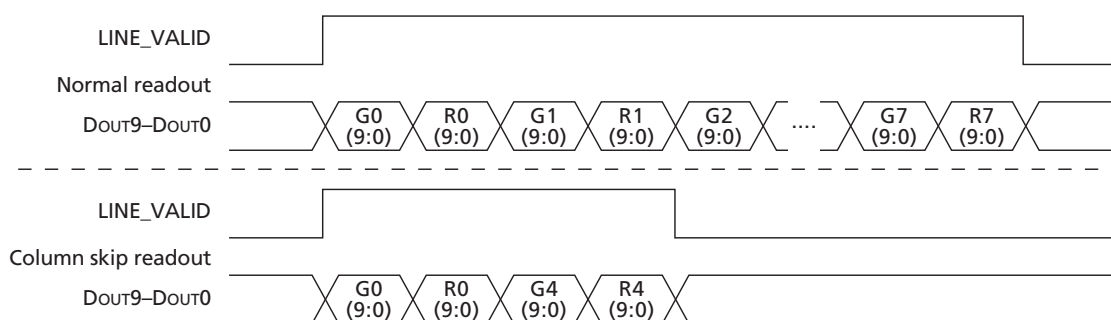 LINE_VALID
Normal readout
DOUT9–DOUT0
G0 (9:0) R0 (9:0) G1 (9:0) R1 (9:0) G2 (9:0) .... G7 (9:0) R7 (9:0)
LINE_VALID
Column skip readout
DOUT9–DOUT0
G0 (9:0) R0 (9:0) G4 (9:0) R4 (9:0)